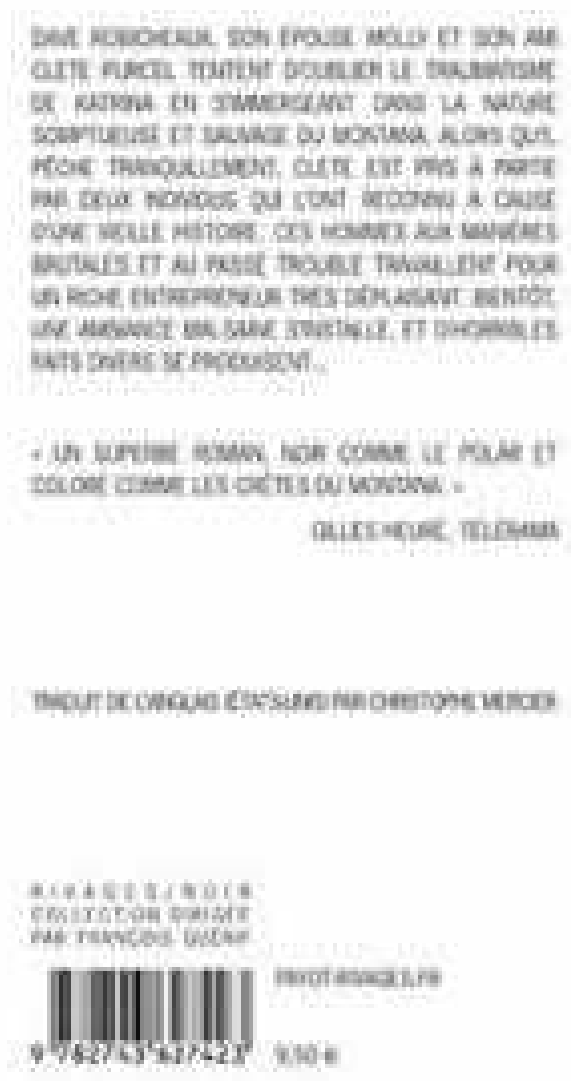 DAVE ROBICHEAUX, SON ÉPOUSE MOLLY ET SON AMI
CLETE PURCEL TENTENT D'OUBLIER LE TRAUMATISME
DE KATRINA EN S'IMMERGEANT DANS LA NATURE
SOMPTUEUSE ET SAUVAGE DU MONTANA. ALORS QU'IL
PÊCHE TRANQUILLEMENT, CLETE EST PRIS À PARTIE
PAR DEUX INDIVIDUS QUI L'ONT RECONNU À CAUSE
D'UNE VIEILLE HISTOIRE. CES HOMMES AUX MANIÈRES
BRUTALES ET AU PASSÉ TROUBLE TRAVAILLENT POUR
UN RICHE ENTREPRENEUR TRÈS DÉPLAISANT. BIENTÔT,
UNE AMBIANCE MALSAINE S'INSTALLE, ET D'HORRIBLES
FAITS DIVERS SE PRODUISENT...
« UN SUPERBE ROMAN, NOIR COMME LE POLAR ET
COLORÉ COMME LES CRÊTES DU MONTANA. »
GILLES HEURÉ, TÉLÉRAMA
TRADUIT DE L'ANGLAIS (ÉTATS-UNIS) PAR CHRISTOPHE MERCIER
RIVAGES/NOIR
COLLECTION DIRIGÉE
PAR FRANÇOIS GUÉRIF
PAYOT-RIVAGES.FR
9 782743 627423
9,50 €